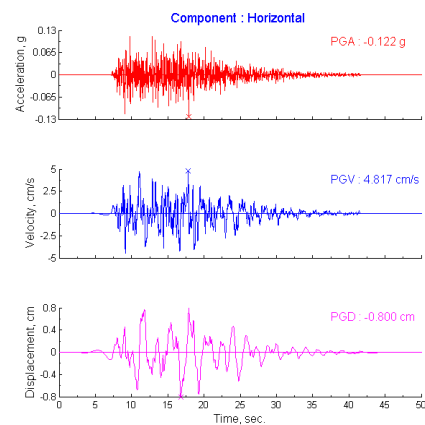 Component : Horizontal
0.13
0.065
0
-0.065
-0.13
Acceleration, g
PGA : -0.122 g
5
2.5
0
-2.5
-5
Velocity, cm/s
PGV : 4.817 cm/s
0.8
0.4
0
-0.4
-0.8
Displacement, cm
PGD : -0.800 cm
0 5 10 15 20 25 30 35 40 45 50
Time, sec.